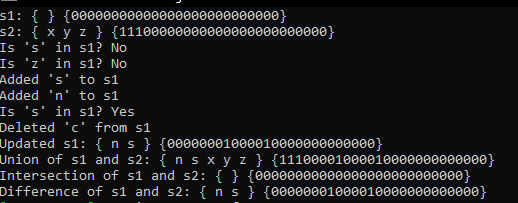 s1: { } {00000000000000000000000000}
s2: { x y z } {11100000000000000000000000}
Is 's' in s1? No
Is 'z' in s1? No
Added 's' to s1
Added 'n' to s1
Is 's' in s1? Yes
Deleted 'c' from s1
Updated s1: { n s } {00000001000010000000000000}
Union of s1 and s2: { n s x y z } {11100001000010000000000000}
Intersection of s1 and s2: { } {00000000000000000000000000}
Difference of s1 and s2: { n s } {00000001000010000000000000}